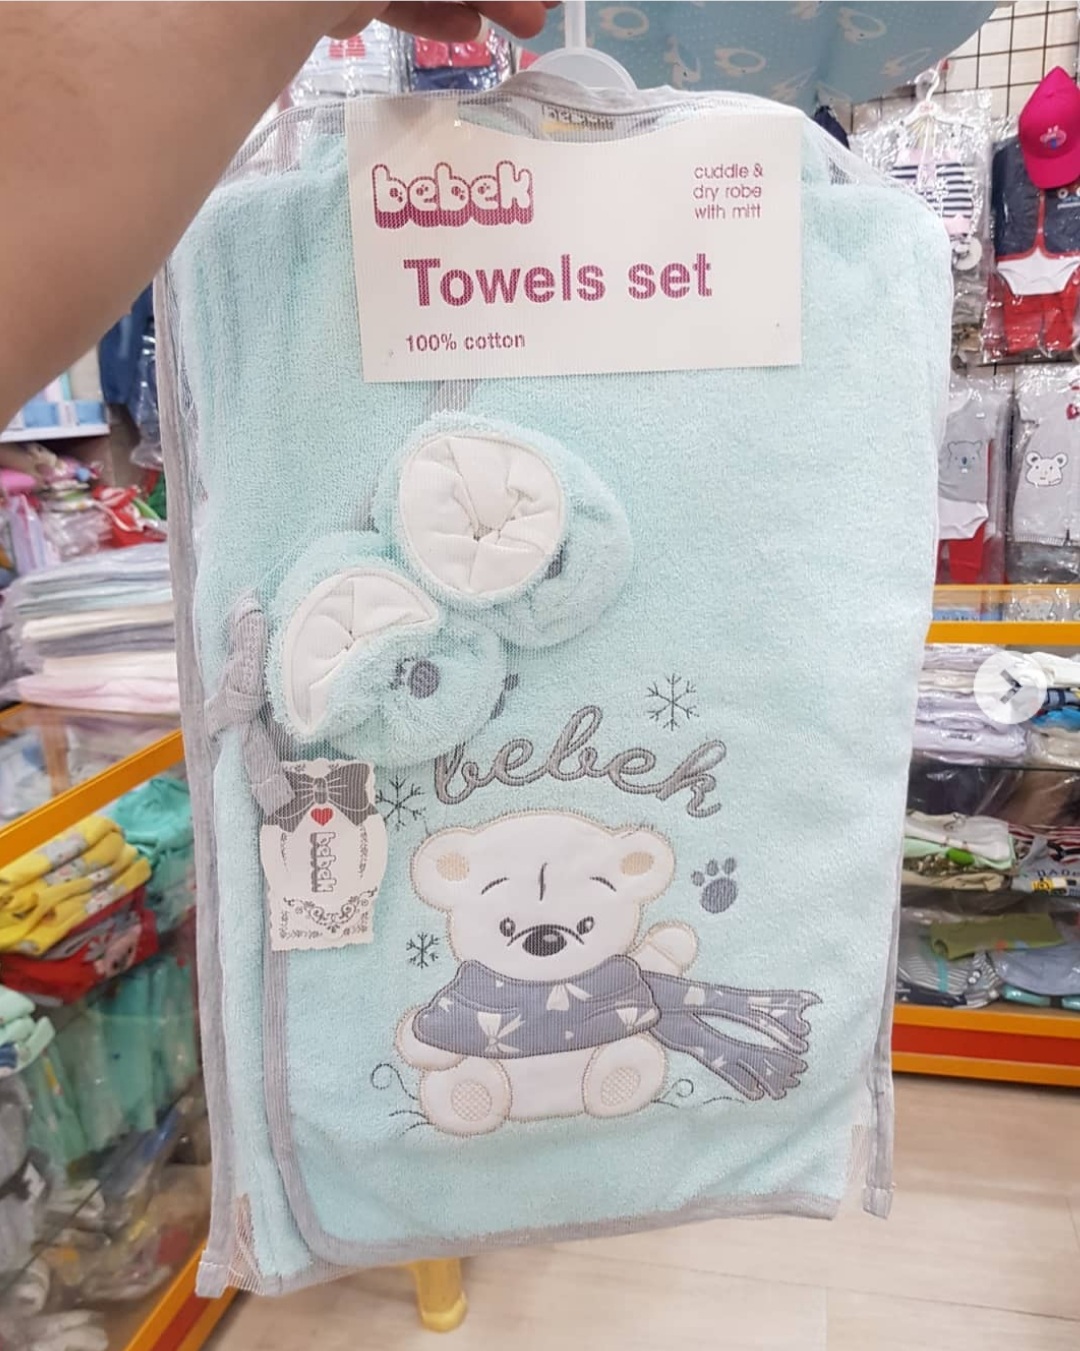 bebek
cuddle &
dry robe
with mitt
Towels set
100% cotton
bebek
bebek